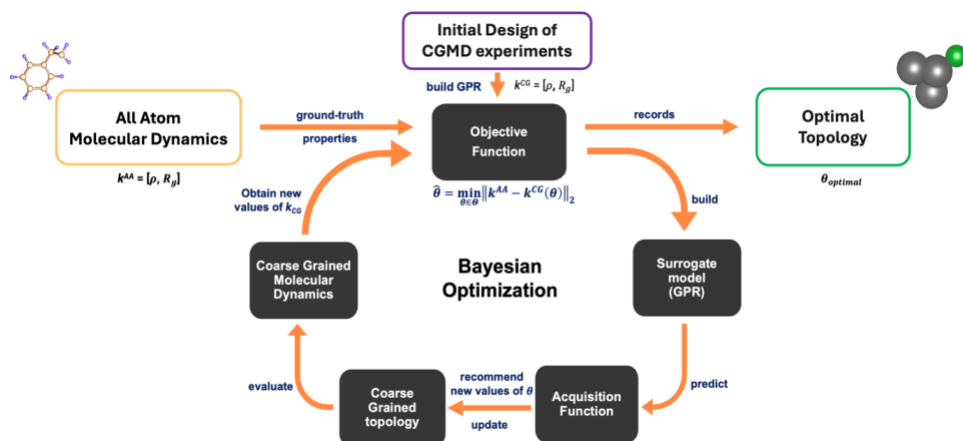 Initial Design of
CGMD experiments
build GPR
k^CG = [ρ, R_g]
All Atom
Molecular Dynamics
k^AA = [ρ, R_g]
ground-truth
properties
Objective
Function
θ̂ = min_{θ∈Θ} ‖k^AA − k^CG(θ)‖_2
records
Optimal
Topology
θ_optimal
Obtain new
values of k_CG
build
Coarse Grained
Molecular
Dynamics
Bayesian
Optimization
Surrogate
model
(GPR)
evaluate
Coarse
Grained
topology
recommend
new values of θ
update
Acquisition
Function
predict